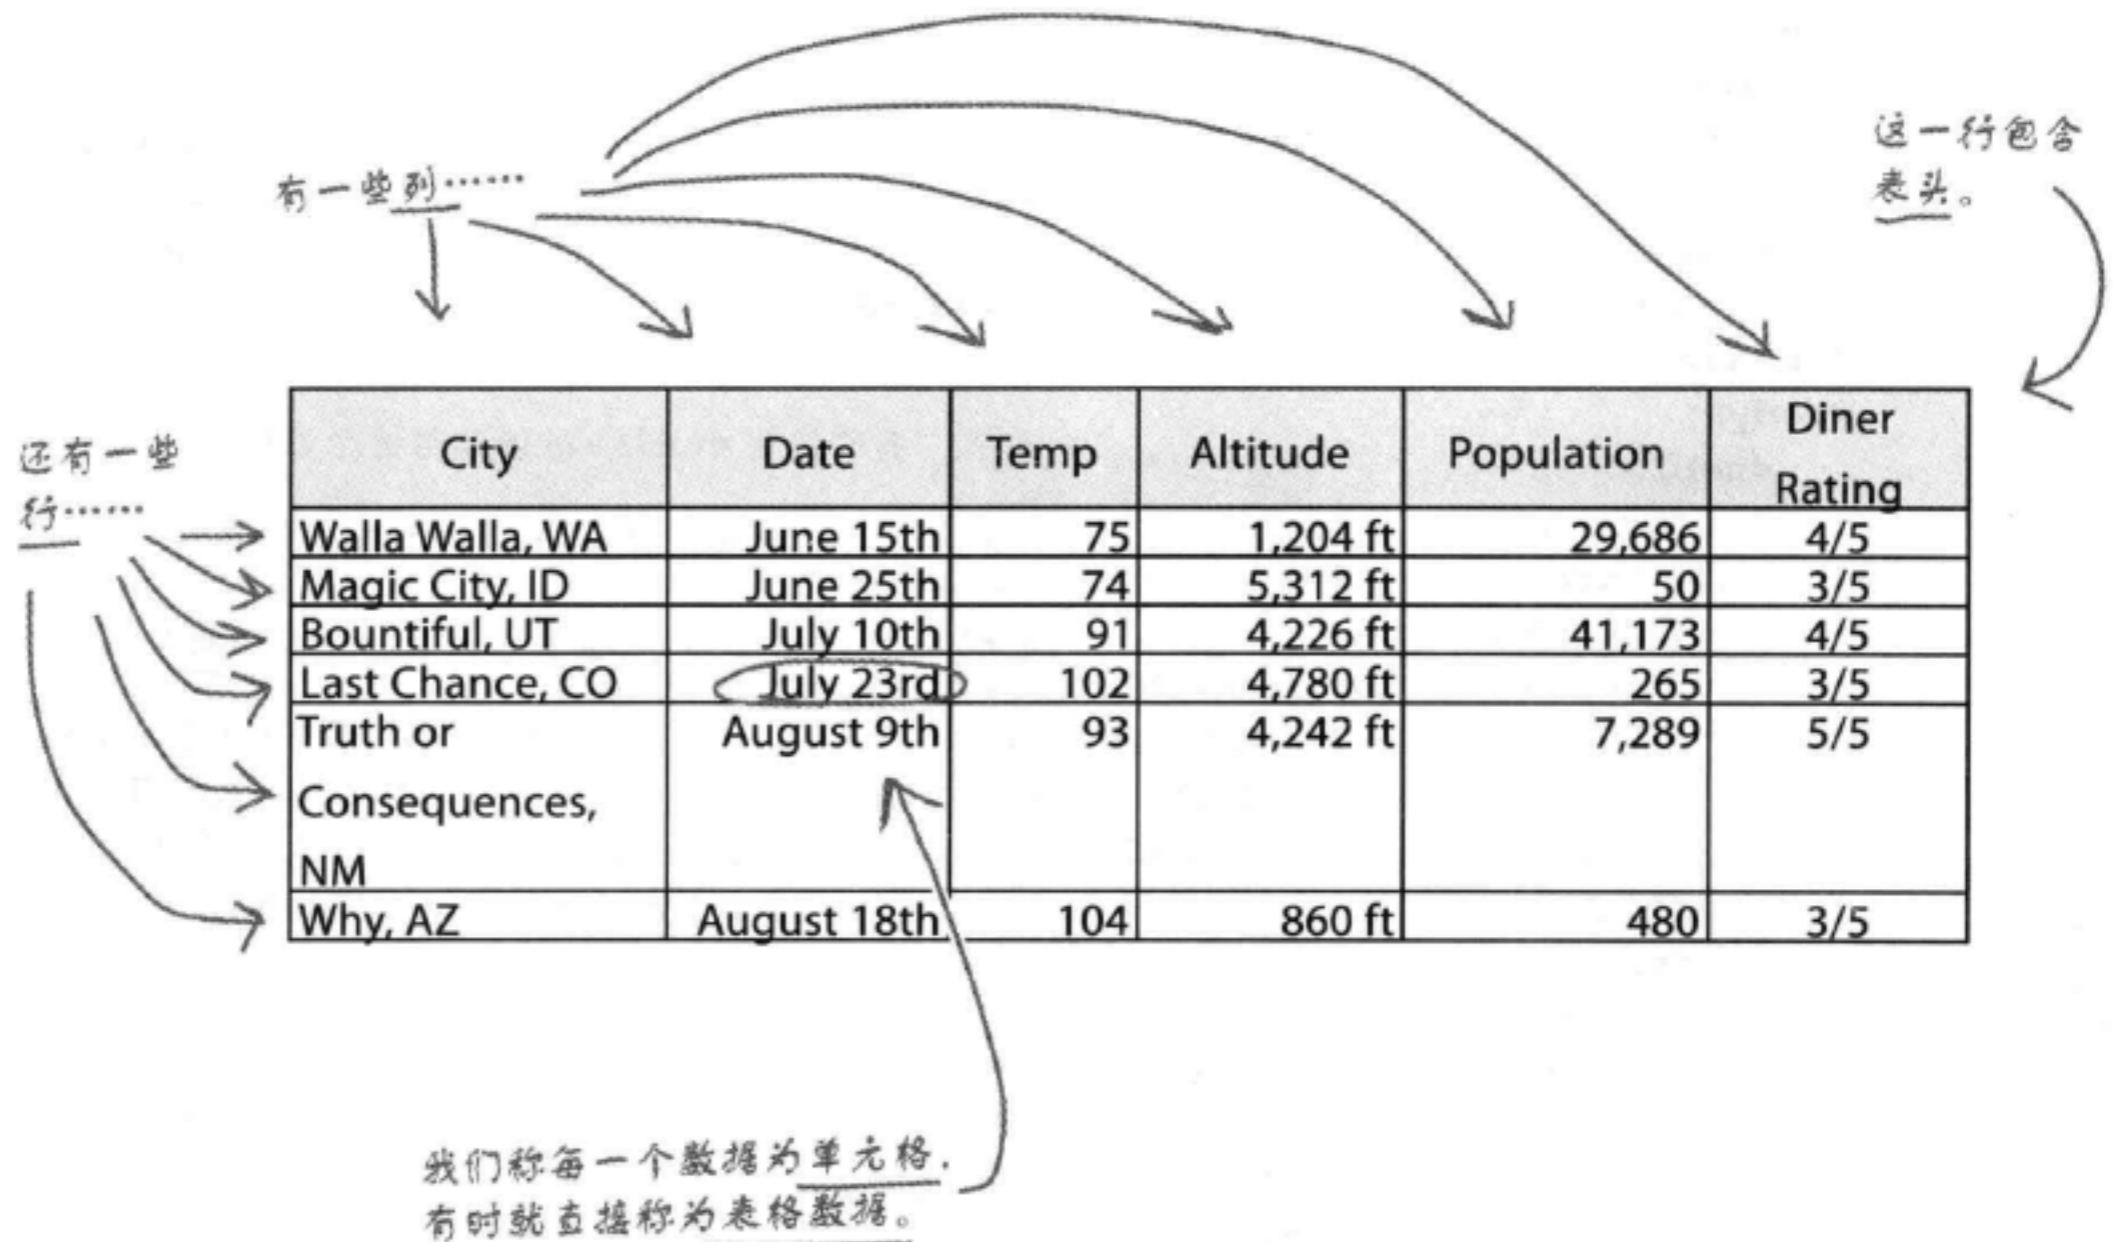 有一些列……
这一行包含
表头。
还有一些
行……
City Date Temp Altitude Population Diner Rating
Walla Walla, WA June 15th 75 1,204 ft 29,686 4/5
Magic City, ID June 25th 74 5,312 ft 50 3/5
Bountiful, UT July 10th 91 4,226 ft 41,173 4/5
Last Chance, CO July 23rd 102 4,780 ft 265 3/5
Truth or August 9th 93 4,242 ft 7,289 5/5
Consequences,
NM
Why, AZ August 18th 104 860 ft 480 3/5
我们称每一个数据为单元格.
有时就直接称为表格数据。